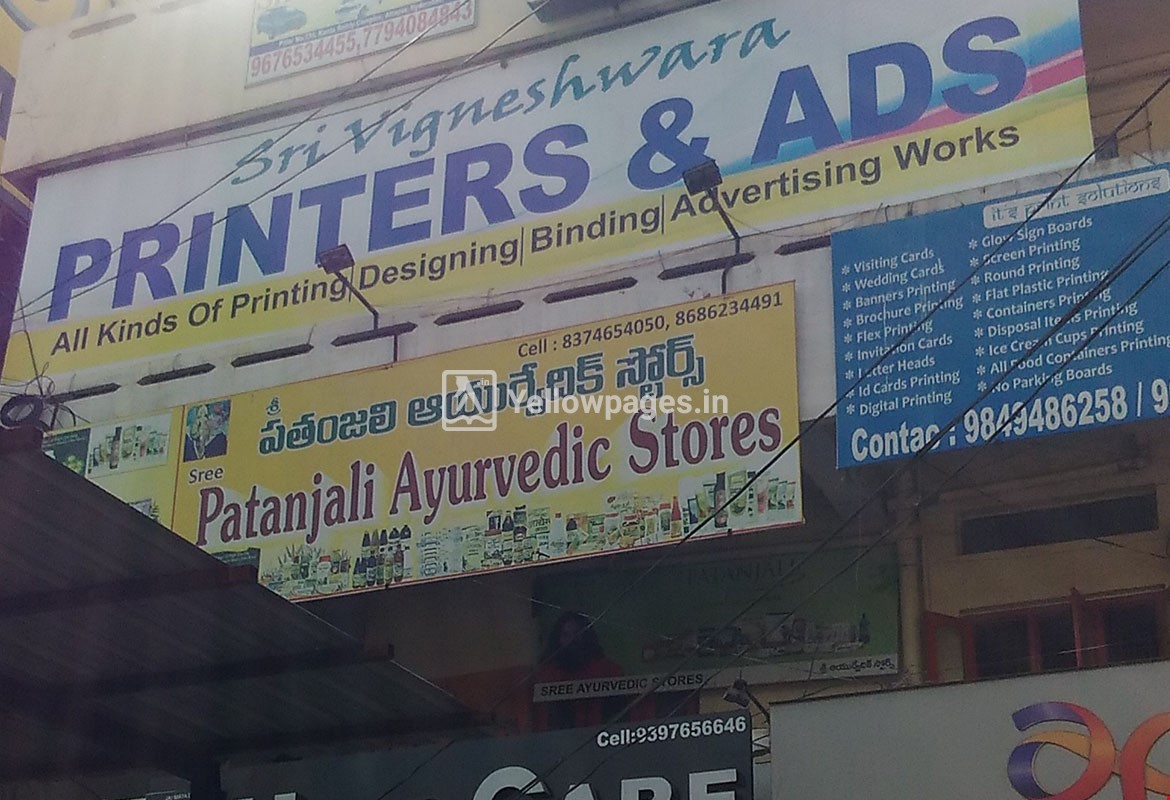 9676534455,7794084843
Sri Vigneshwara
PRINTERS & ADS
All Kinds Of Printing Designing Binding Advertising Works
it's print solutions
* Visiting Cards
* Wedding Cards
* Banners Printing
* Brochure Printing
* Flex Printing
* Invitation Cards
* Letter Heads
* Id Cards Printing
* Digital Printing
* Glow Sign Boards
* Screen Printing
* Round Printing
* Flat Plastic Printing
* Containers Printing
* Disposal Items Printing
* Ice Cream Cups Printing
* All Food Containers Printing
* No Parking Boards
Contac : 9849486258 / 9
Cell : 8374654050, 8686234491
శ్రీ
పతంజలి ఆయుర్వేదిక్ స్టోర్స్
Yellowpages.in
Sree
Patanjali Ayurvedic Stores
PATANJALI
శ్రీ ఆయుర్వేదిక్ స్టోర్స్
SREE AYURVEDIC STORES
Cell:9397656646
CARE